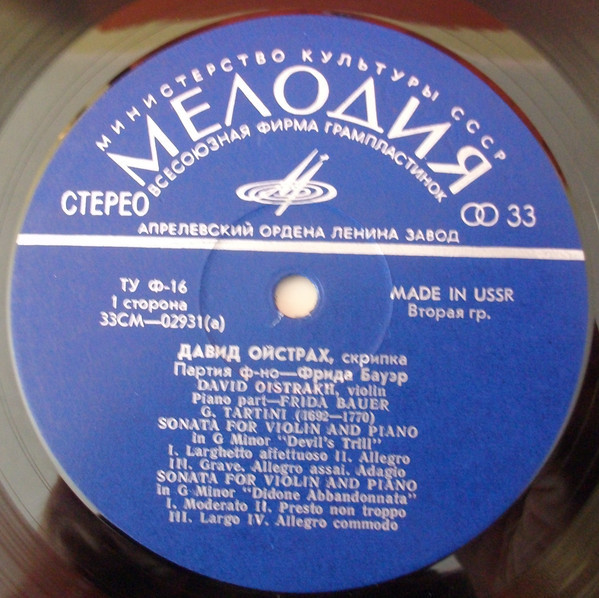 МИНИСТЕРСТВО КУЛЬТУРЫ СССР
МЕЛОДИЯ
ВСЕСОЮЗНАЯ ФИРМА ГРАМПЛАСТИНОК
СТЕРЕО
33
АПРЕЛЕВСКИЙ ОРДЕНА ЛЕНИНА ЗАВОД
ТУ Ф-16
1 сторона
33СМ—02931(а)
MADE IN USSR
Вторая гр.
ДАВИД ОЙСТРАХ, скрипка
Партия ф-но—Фрида Бауэр
DAVID OISTRAKH, violin
Piano part—FRIDA BAUER
G. TARTINI (1692—1770)
SONATA FOR VIOLIN AND PIANO
in G Minor "Devil's Trill"
I. Larghetto affettuoso II. Allegro
III. Grave. Allegro assai. Adagio
SONATA FOR VIOLIN AND PIANO
in G Minor "Didone Abbandonnata"
I. Moderato II. Presto non troppo
III. Largo IV. Allegro commodo